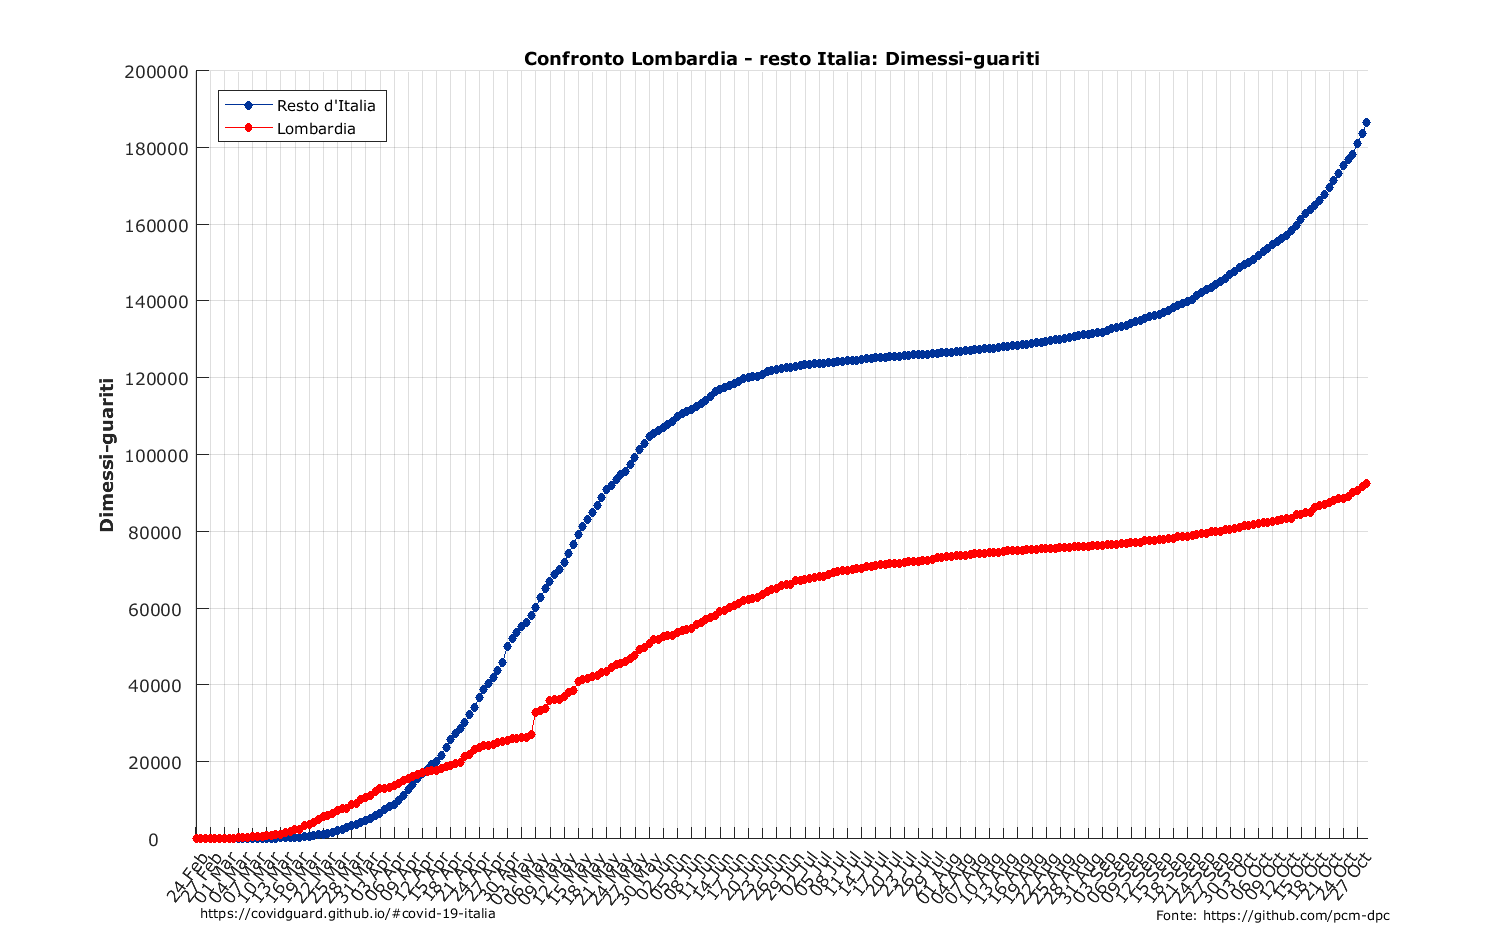 Confronto Lombardia - resto Italia: Dimessi-guariti
Resto d'Italia
Lombardia
Dimessi-guariti
200000
180000
160000
140000
120000
100000
80000
60000
40000
20000
0
24 Feb
27 Feb
01 Mar
04 Mar
07 Mar
10 Mar
13 Mar
16 Mar
19 Mar
22 Mar
25 Mar
28 Mar
31 Mar
03 Apr
06 Apr
09 Apr
12 Apr
15 Apr
18 Apr
21 Apr
24 Apr
27 Apr
30 Apr
03 May
06 May
09 May
12 May
15 May
18 May
21 May
24 May
27 May
30 May
02 Jun
05 Jun
08 Jun
11 Jun
14 Jun
17 Jun
20 Jun
23 Jun
26 Jun
29 Jun
02 Jul
05 Jul
08 Jul
11 Jul
14 Jul
17 Jul
20 Jul
23 Jul
26 Jul
29 Jul
01 Aug
04 Aug
07 Aug
10 Aug
13 Aug
16 Aug
19 Aug
22 Aug
25 Aug
28 Aug
31 Aug
03 Sep
06 Sep
09 Sep
12 Sep
15 Sep
18 Sep
21 Sep
24 Sep
27 Sep
30 Sep
03 Oct
06 Oct
09 Oct
12 Oct
15 Oct
18 Oct
21 Oct
24 Oct
27 Oct
https://covidguard.github.io/#covid-19-italia
Fonte: https://github.com/pcm-dpc